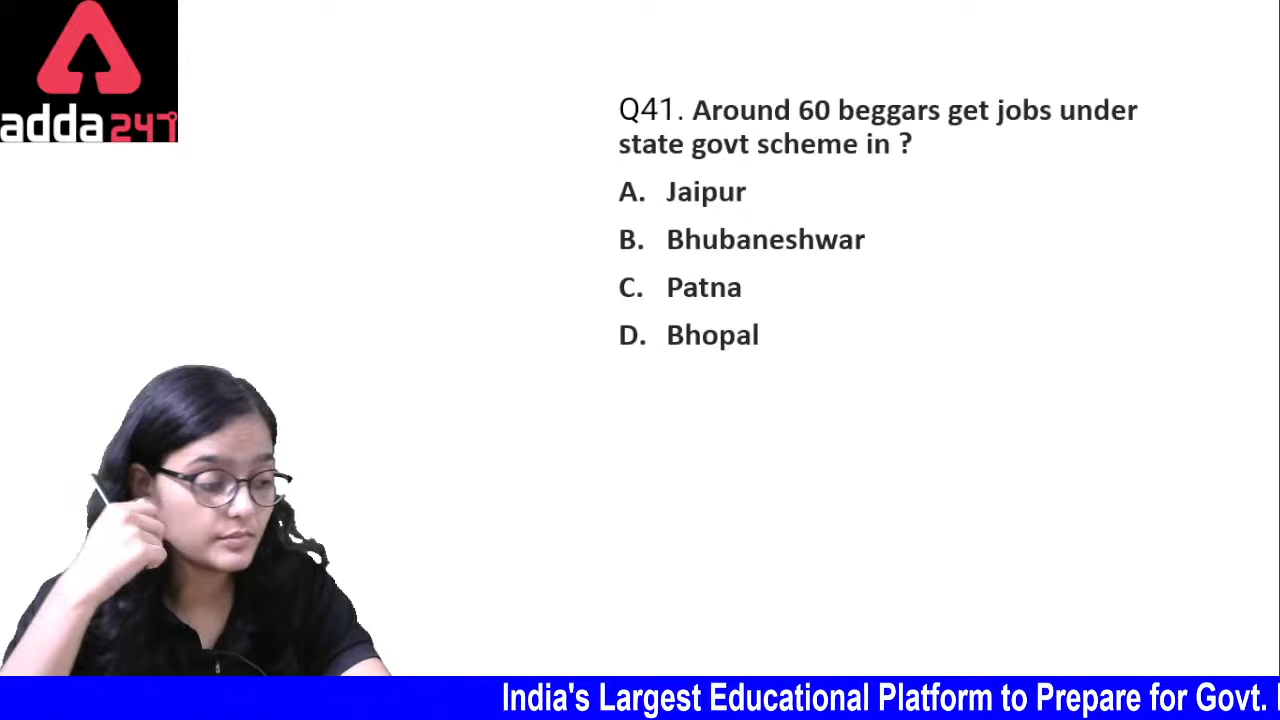 adda247
Q41. Around 60 beggars get jobs under
state govt scheme in ?
A. Jaipur
B. Bhubaneshwar
C. Patna
D. Bhopal
India's Largest Educational Platform to Prepare for Govt.